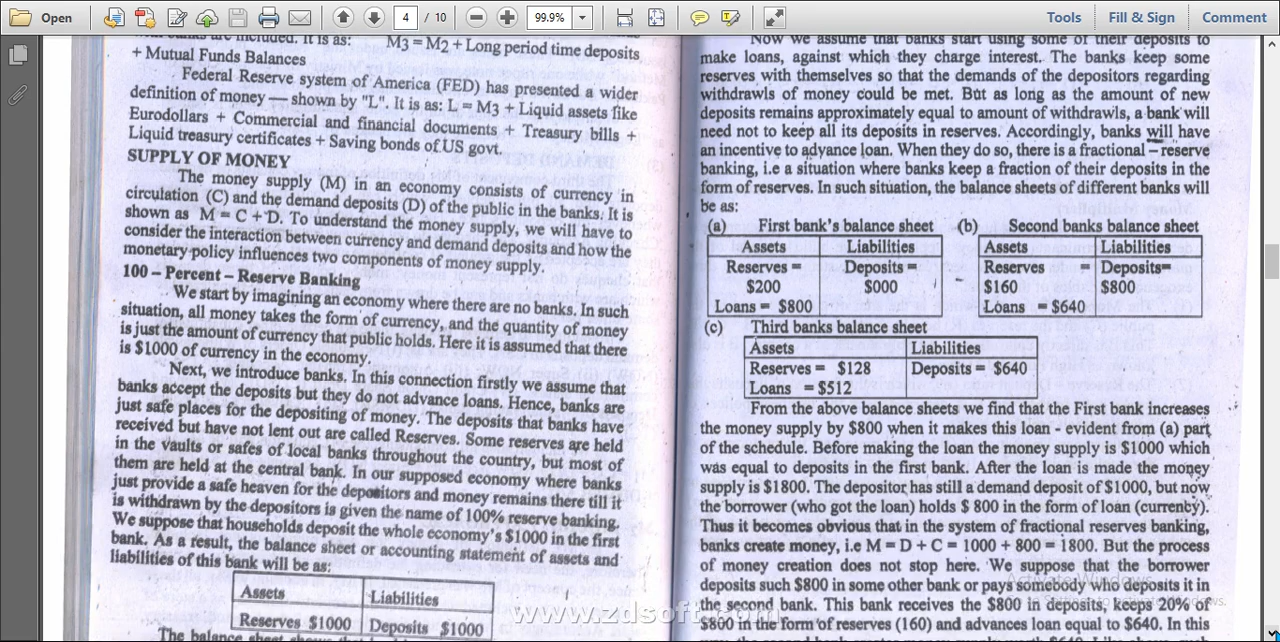 Open
4 / 10
99.9%
Tools
Fill & Sign
Comment
are included. It is as: M3 = M2 + Long period time deposits
+ Mutual Funds Balances
Federal Reserve system of America (FED) has presented a wider
definition of money — shown by "L". It is as: L = M3 + Liquid assets like
Eurodollars + Commercial and financial documents + Treasury bills +
Liquid treasury certificates + Saving bonds of US govt.
SUPPLY OF MONEY
The money supply (M) in an economy consists of currency in
circulation (C) and the demand deposits (D) of the public in the banks. It is
shown as M = C + D. To understand the money supply, we will have to
consider the interaction between currency and demand deposits and how the
monetary policy influences two components of money supply.
100 – Percent – Reserve Banking
We start by imagining an economy where there are no banks. In such
situation, all money takes the form of currency, and the quantity of money
is just the amount of currency that public holds. Here it is assumed that there
is $1000 of currency in the economy.
Next, we introduce banks. In this connection firstly we assume that
banks accept the deposits but they do not advance loans. Hence, banks are
just safe places for the depositing of money. The deposits that banks have
received but have not lent out are called Reserves. Some reserves are held
in the vaults or safes of local banks throughout the country, but most of
them are held at the central bank. In our supposed economy where banks
just provide a safe heaven for the depositors and money remains there till it
is withdrawn by the depositors is given the name of 100% reserve banking.
We suppose that households deposit the whole economy's $1000 in the first
bank. As a result, the balance sheet or accounting statement of assets and
liabilities of this bank will be as:
Assets Liabilities
Reserves $1000 Deposits $1000
The balance sheet shows
Now we assume that banks start using some of their deposits to
make loans, against which they charge interest. The banks keep some
reserves with themselves so that the demands of the depositors regarding
withdrawls of money could be met. But as long as the amount of new
deposits remains approximately equal to amount of withdrawls, a bank will
need not to keep all its deposits in reserves. Accordingly, banks will have
an incentive to advance loan. When they do so, there is a fractional – reserve
banking, i.e a situation where banks keep a fraction of their deposits in the
form of reserves. In such situation, the balance sheets of different banks will
be as:
(a) First bank's balance sheet (b) Second banks balance sheet
Assets Liabilities Assets Liabilities
Reserves = Deposits = Reserves = Deposits=
$200 $000 $160 $800
Loans = $800 Loans = $640
(c) Third banks balance sheet
Assets Liabilities
Reserves = $128 Deposits = $640
Loans = $512
From the above balance sheets we find that the First bank increases
the money supply by $800 when it makes this loan - evident from (a) part
of the schedule. Before making the loan the money supply is $1000 which
was equal to deposits in the first bank. After the loan is made the money
supply is $1800. The depositor has still a demand deposit of $1000, but now
the borrower (who got the loan) holds $ 800 in the form of loan (currency).
Thus it becomes obvious that in the system of fractional reserves banking,
banks create money, i.e M = D + C = 1000 + 800 = 1800. But the process
of money creation does not stop here. We suppose that the borrower
deposits such $800 in some other bank or pays somebody who deposits it in
the second bank. This bank receives the $800 in deposits, keeps 20% of
$800 in the form of reserves (160) and advances loan equal to $640. In this
Activate Windows
www.zdsoft.com